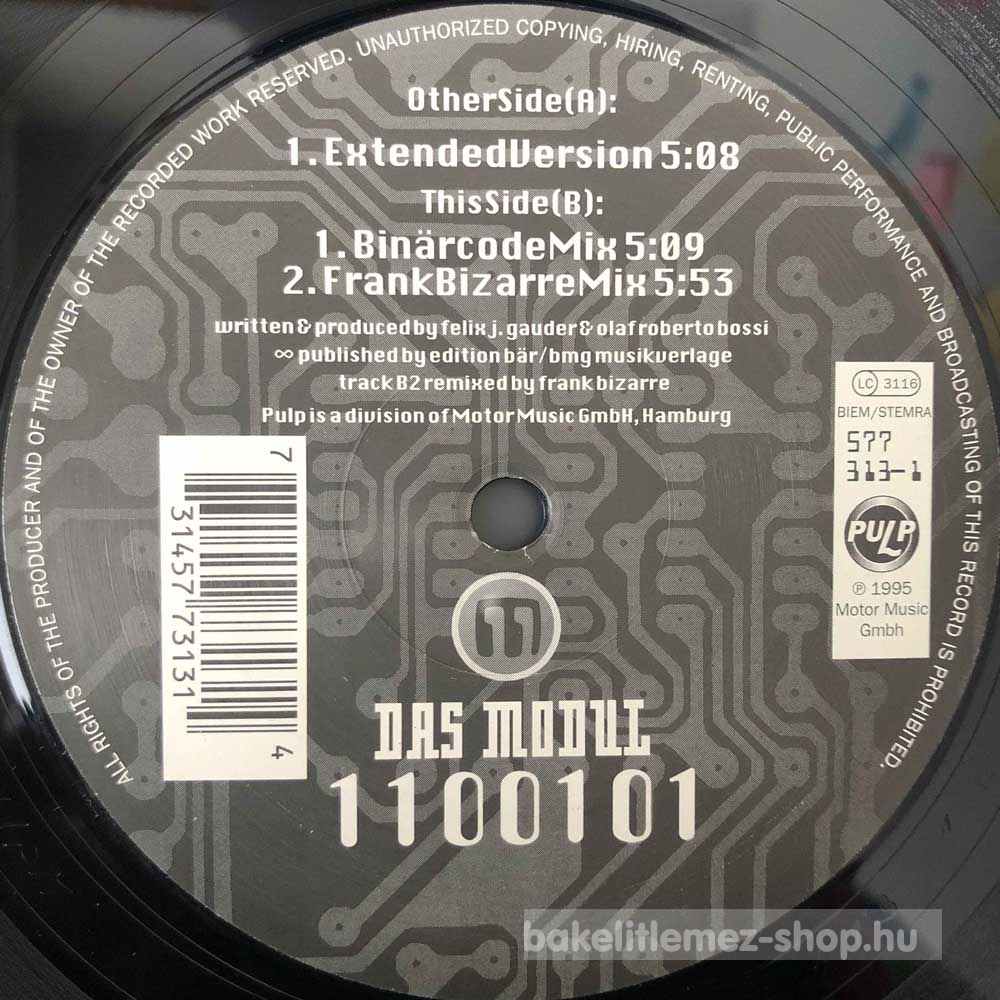 ALL RIGHTS OF THE PRODUCER AND OF THE OWNER OF THE RECORDED WORK RESERVED. UNAUTHORIZED COPYING, HIRING, RENTING, PUBLIC PERFORMANCE AND BROADCASTING OF THIS RECORD IS PROHIBITED.
OtherSide(A):
1.ExtendedVersion 5:08
ThisSide(B):
1.BinärcodeMix 5:09
2.FrankBizarreMix 5:53
written & produced by felix j. gauder & olaf roberto bossi
∞ published by edition bär/bmg musikverlage
track B2 remixed by frank bizarre
Pulp is a division of Motor Music GmbH, Hamburg
LC 3116
BIEM/STEMRA
577
313-1
PULP
℗ 1995
Motor Music
Gmbh
7 31457 73131 4
DAS MODUL
1100101
bakelitlemez-shop.hu